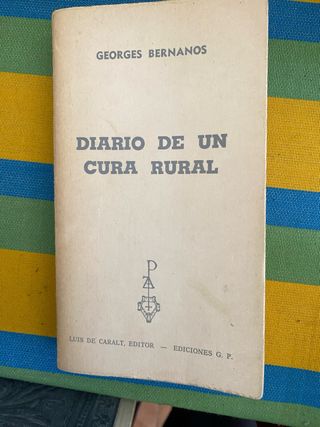 GEORGES BERNANOS
DIARIO DE UN
CURA RURAL
P
Z
LUIS DE CARALT, EDITOR — EDICIONES G. P.